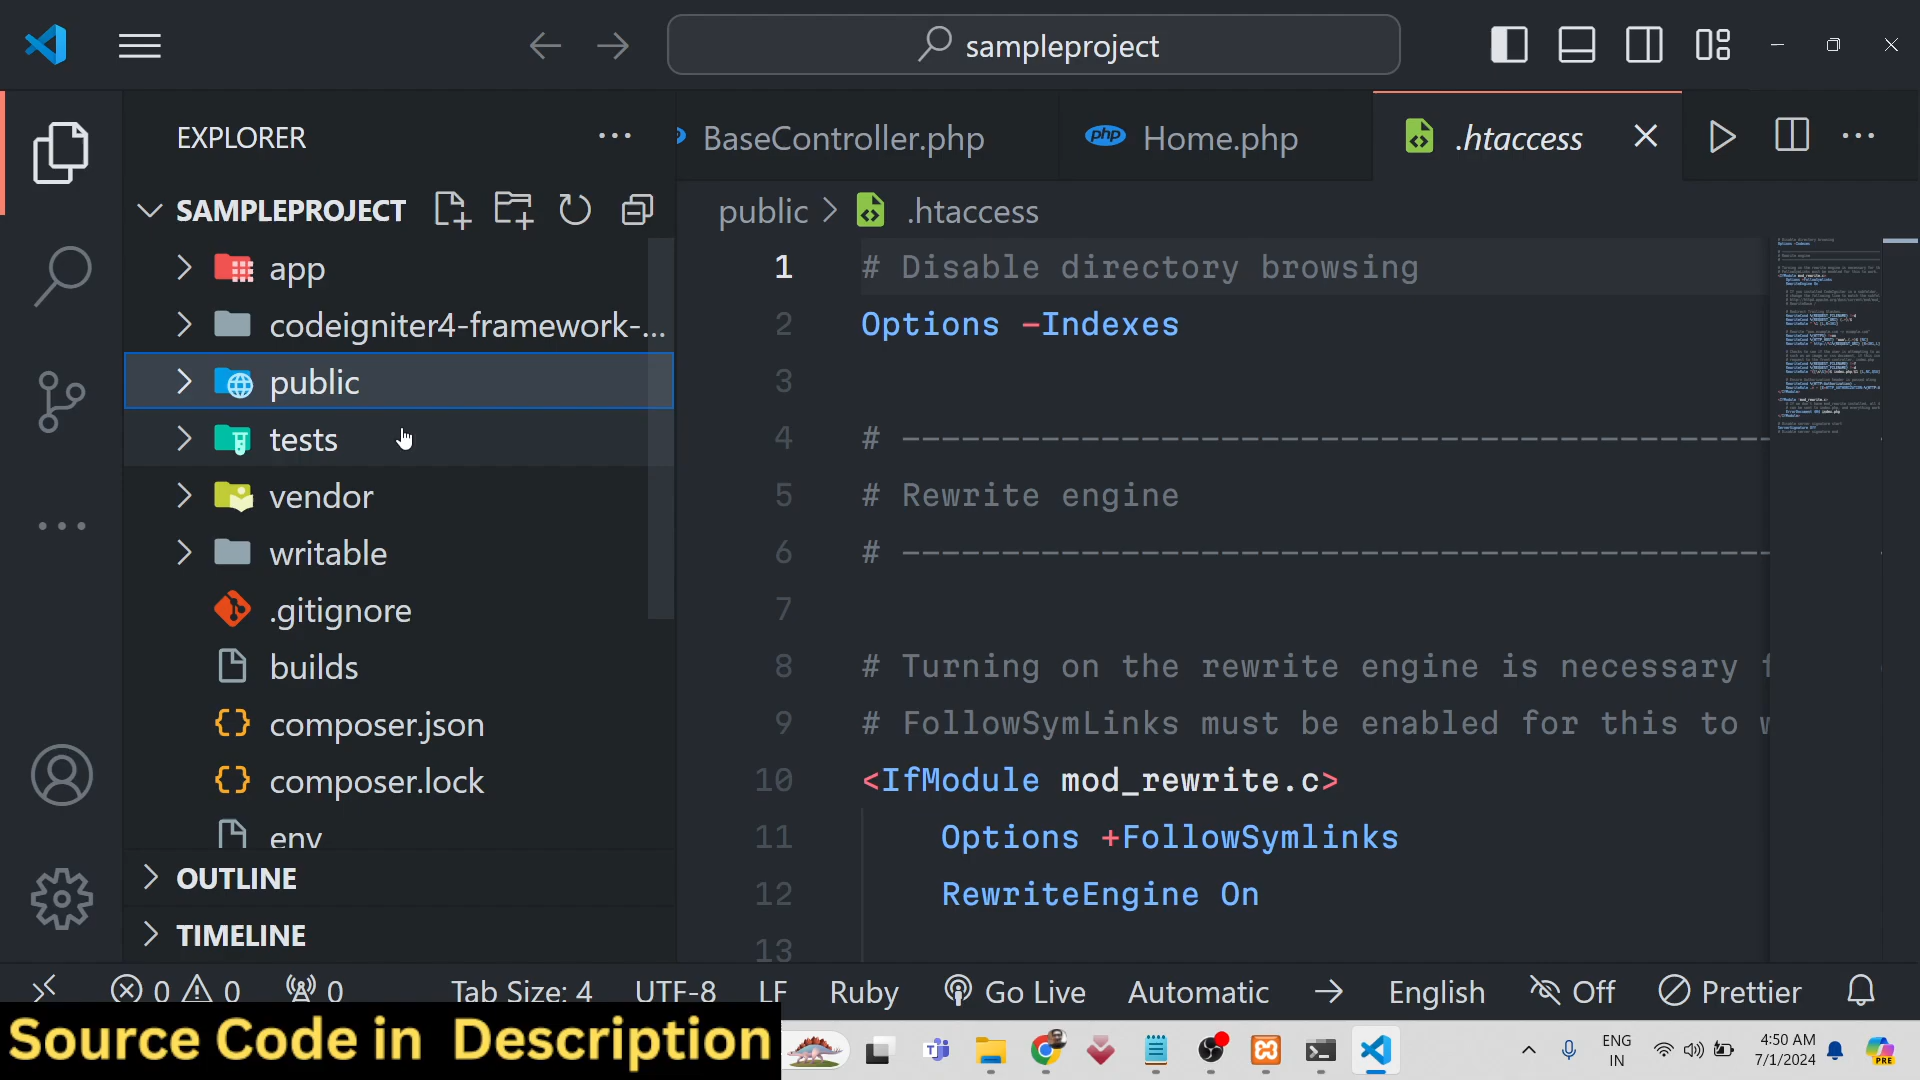 sampleproject
EXPLORER
SAMPLEPROJECT
app
codeigniter4-framework-...
public
tests
vendor
writable
.gitignore
builds
composer.json
composer.lock
env
OUTLINE
TIMELINE
BaseController.php
php Home.php
.htaccess
public > .htaccess
1 # Disable directory browsing
2 Options -Indexes
3
4 # --------------------------------------------
5 # Rewrite engine
6 # --------------------------------------------
7
8 # Turning on the rewrite engine is necessary f
9 # FollowSymLinks must be enabled for this to w
10 <IfModule mod_rewrite.c>
11 Options +FollowSymlinks
12 RewriteEngine On
13
0 0 0 Tab Size: 4 UTF-8 LF Ruby Go Live Automatic → English Off Prettier
Source Code in Description
ENG
IN
4:50 AM
7/1/2024
PRE